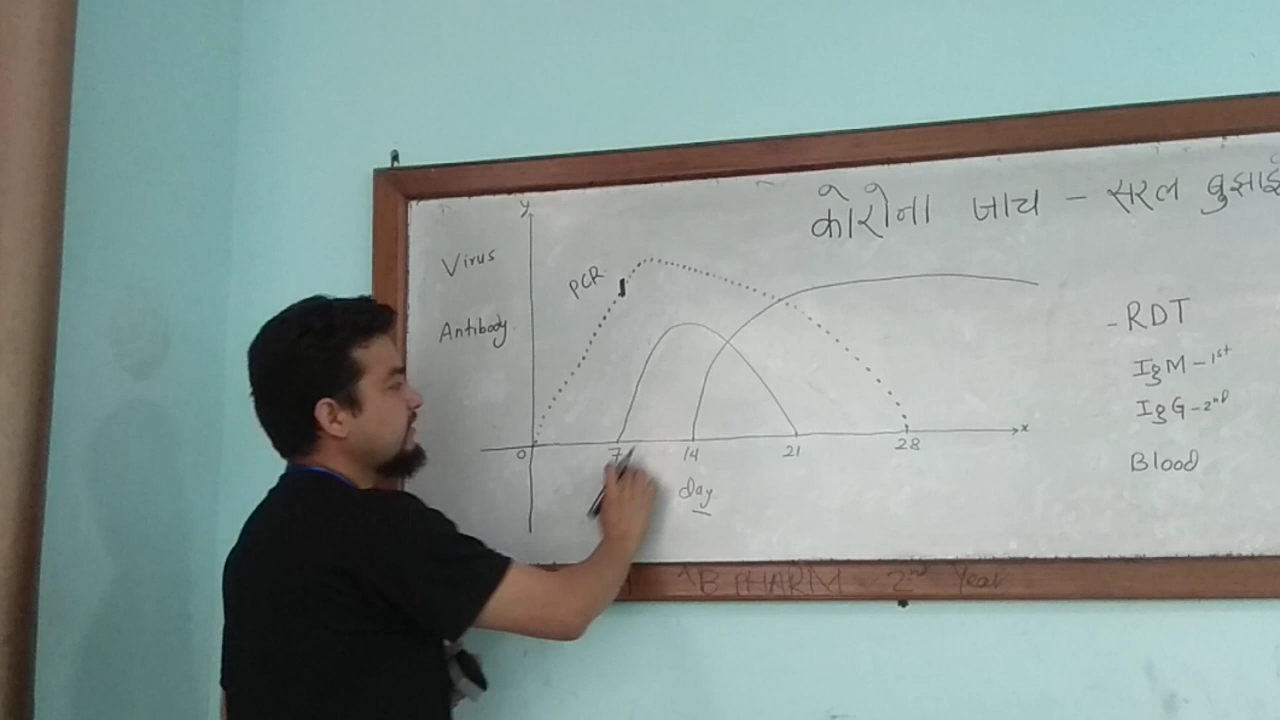 कोरोना जाच - सरल बुझाई
y
Virus
Antibody
PCR
0 7 14 21 28 x
day
- RDT
IgM - 1st
IgG - 2nd
Blood
B PHARM 2nd Year